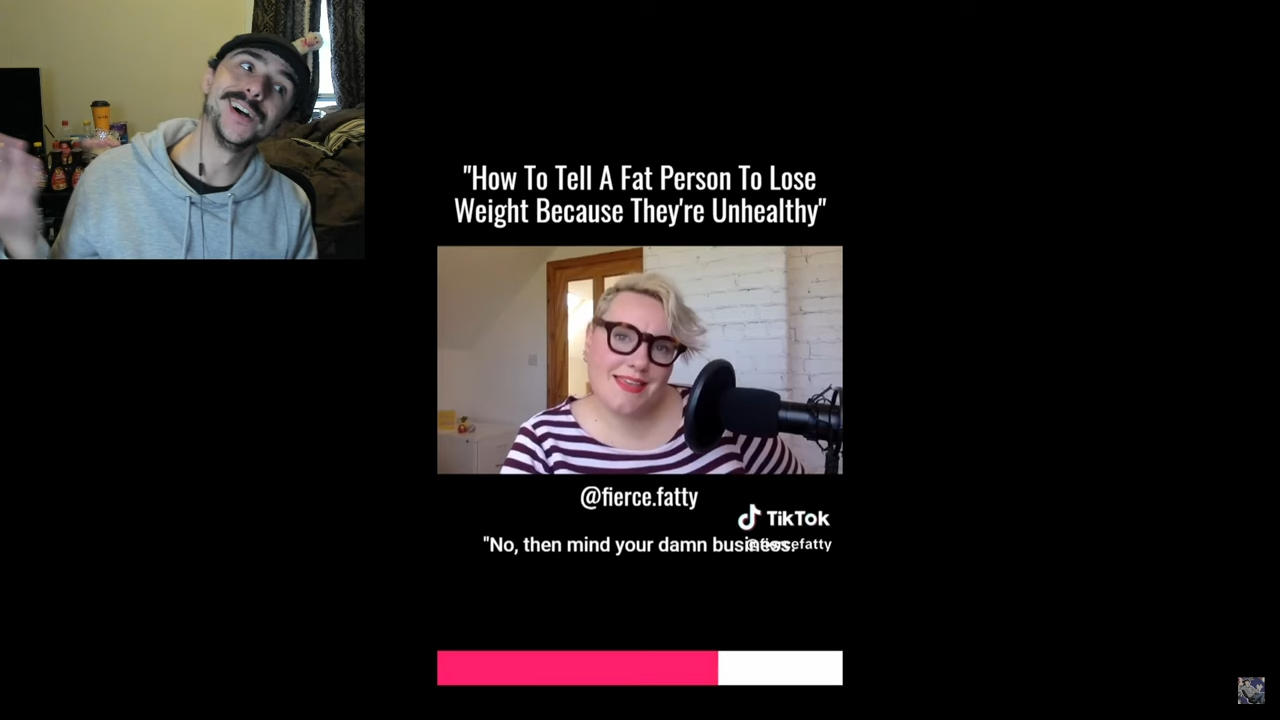 "How To Tell A Fat Person To Lose
Weight Because They're Unhealthy"
@fierce.fatty
TikTok
"No, then mind your damn business.